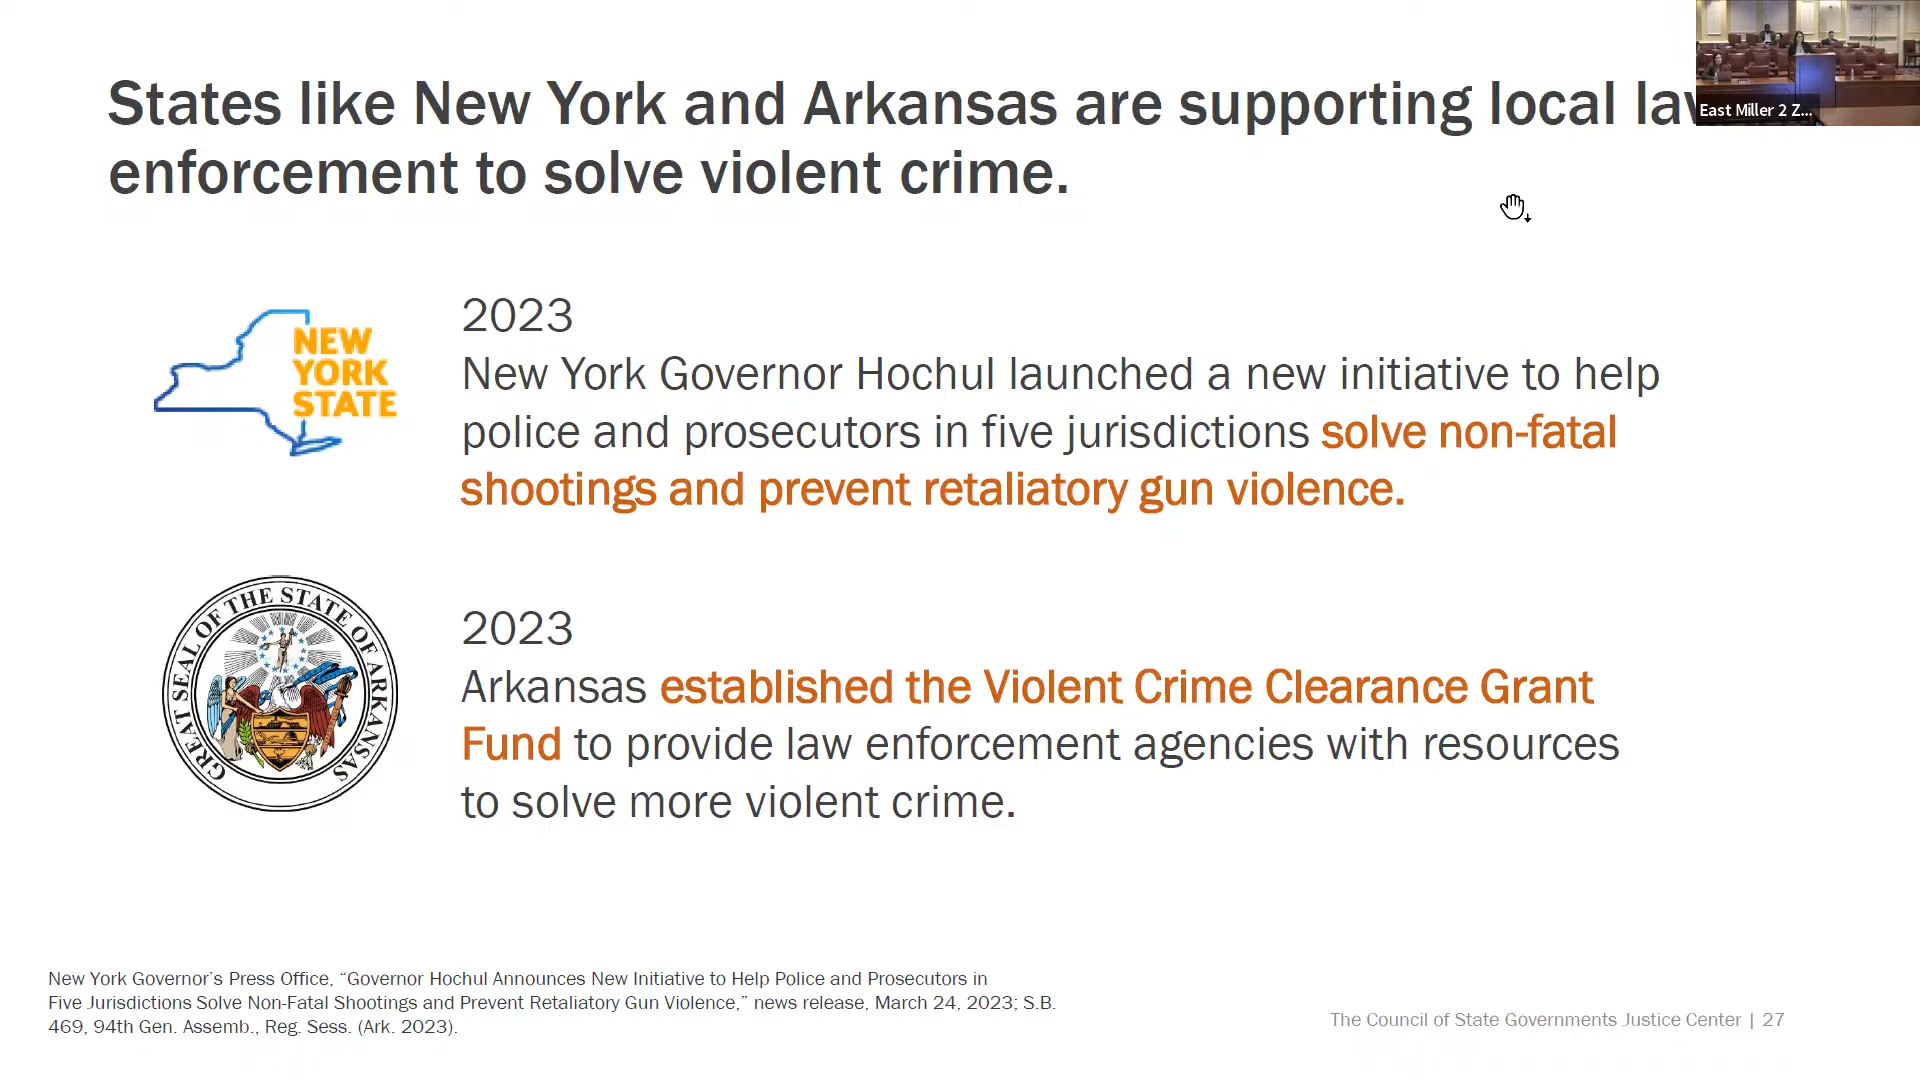 States like New York and Arkansas are supporting local law
enforcement to solve violent crime.
East Miller 2 Z...
NEW
YORK
STATE
2023
New York Governor Hochul launched a new initiative to help
police and prosecutors in five jurisdictions solve non-fatal
shootings and prevent retaliatory gun violence.
GREAT SEAL OF THE STATE OF ARKANSAS
2023
Arkansas established the Violent Crime Clearance Grant
Fund to provide law enforcement agencies with resources
to solve more violent crime.
New York Governor’s Press Office, “Governor Hochul Announces New Initiative to Help Police and Prosecutors in
Five Jurisdictions Solve Non-Fatal Shootings and Prevent Retaliatory Gun Violence,” news release, March 24, 2023; S.B.
469, 94th Gen. Assemb., Reg. Sess. (Ark. 2023).
The Council of State Governments Justice Center | 27